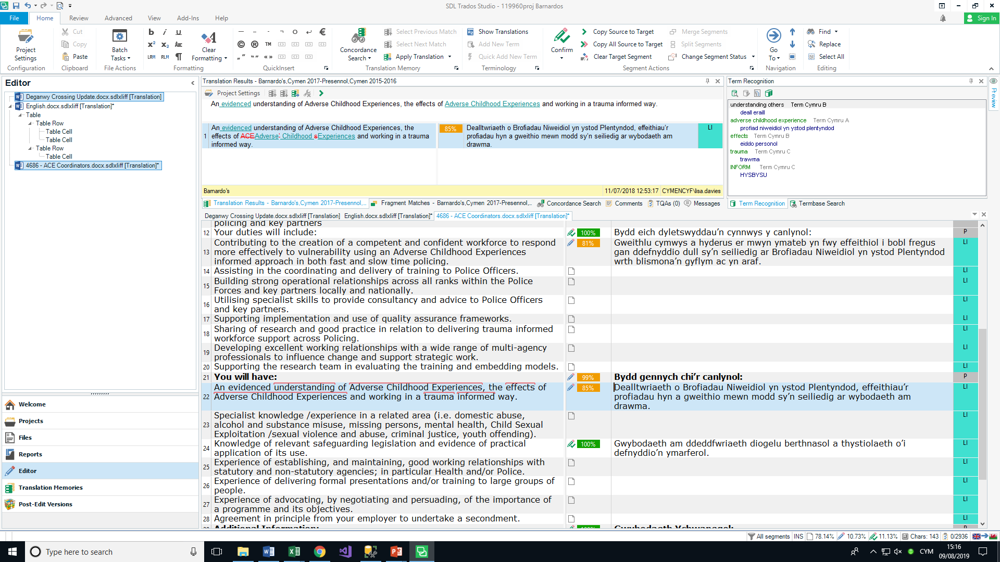 SDL Trados Studio - 119960proj Barnardos
File Home Review Advanced View Add-Ins Help
Sign In
Project Settings
Configuration
Cut
Copy
Paste
Clipboard
Batch Tasks
File Actions
Clear Formatting
LRM RLM
Formatting
QuickInsert
Concordance Search
Select Previous Match
Select Next Match
Apply Translation
Translation Memory
Show Translations
Add New Term
Quick Add New Term
Terminology
Confirm
Copy Source to Target
Copy All Source to Target
Clear Target Segment
Merge Segments
Split Segments
Change Segment Status
Segment Actions
Go To
Navigation
Find
Replace
Select All
Editing
Editor
Deganwy Crossing Update.docx.sdlxliff [Translation]
English.docx.sdlxliff [Translation]*
Table
Table Row
Table Cell
Table Cell
Table Row
Table Cell
4686 - ACE Coordinators.docx.sdlxliff [Translation]*
Welcome
Projects
Files
Reports
Editor
Translation Memories
Post-Edit Versions
Translation Results - Barnardo's,Cymen 2017-Presennol,Cymen 2015-2016
Project Settings
An evidenced understanding of Adverse Childhood Experiences, the effects of Adverse Childhood Experiences and working in a trauma informed way.
1 An evidenced understanding of Adverse Childhood Experiences, the
effects of ACEAdverse' Childhood sExperiences and working in a trauma
informed way.
85%
Dealltwriaeth o Brofiadau Niweidiol yn ystod Plentyndod, effeithiau’r
profiadau hyn a gweithio mewn modd sy’n seiliedig ar wybodaeth am
drawma.
LI
Barnardo's 11/07/2018 12:53:17 CYMENCYF\lisa.davies
Translation Results - Barnardo's,Cymen 2017-Presennol,... Fragment Matches - Barnardo's,Cymen 2017-Presennol,... Concordance Search Comments TQAs (0) Messages
Term Recognition
understanding others Term Cymru B
deall eraill
adverse childhood experience Term Cymru A
profiad niweidiol yn ystod plentyndod
effects Term Cymru B
eiddo personol
trauma Term Cymru C
trawma
INFORM Term Cymru C
HYSBYSU
Term Recognition Termbase Search
Preview
Deganwy Crossing Update.docx.sdlxliff [Translation] English.docx.sdlxliff [Translation]* 4686 - ACE Coordinators.docx.sdlxliff [Translation]*
policing and key partners
12 Your duties will include: 100% Bydd eich dyletswyddau’n cynnwys y canlynol: P
13 Contributing to the creation of a competent and confident workforce to respond
more effectively to vulnerability using an Adverse Childhood Experiences
informed approach in both fast and slow time policing.
81%
Gweithlu cymwys a hyderus er mwyn ymateb yn fwy effeithiol i bobl fregus
gan ddefnyddio dull sy’n seiliedig ar Brofiadau Niweidiol yn ystod Plentyndod
wrth blismona’n gyflym ac yn araf.
LI
14 Assisting in the coordinating and delivery of training to Police Officers. LI
15 Building strong operational relationships across all ranks within the Police
Forces and key partners locally and nationally.
LI
16 Utilising specialist skills to provide consultancy and advice to Police Officers
and key partners.
LI
17 Supporting implementation and use of quality assurance frameworks. LI
18 Sharing of research and good practice in relation to delivering trauma informed
workforce support across Policing.
LI
19 Developing excellent working relationships with a wide range of multi-agency
professionals to influence change and support strategic work.
LI
20 Supporting the research team in evaluating the training and embedding models. LI
21 You will have: 99% Bydd gennych chi’r canlynol: P
22 An evidenced understanding of Adverse Childhood Experiences, the effects of
Adverse Childhood Experiences and working in a trauma informed way.
85%
Dealltwriaeth o Brofiadau Niweidiol yn ystod Plentyndod, effeithiau’r
profiadau hyn a gweithio mewn modd sy’n seiliedig ar wybodaeth am
drawma.
LI
23 Specialist knowledge /experience in a related area (i.e. domestic abuse,
alcohol and substance misuse, missing persons, mental health, Child Sexual
Exploitation /sexual violence and abuse, criminal justice, youth offending).
LI
24 Knowledge of relevant safeguarding legislation and evidence of practical
application of its use.
100%
Gwybodaeth am ddeddfwriaeth diogelu berthnasol a thystiolaeth o’i
defnyddio’n ymarferol.
LI
25 Experience of establishing, and maintaining, good working relationships with
statutory and non-statutory agencies; in particular Health and/or Police.
LI
26 Experience of delivering formal presentations and/or training to large groups of
people.
LI
27 Experience of advocating, by negotiating and persuading, of the importance of
a programme and its objectives.
LI
28 Agreement in principle from your employer to undertake a secondment. LI
Additional Information: 100% Gwybodaeth Ychwanegol:
All segments INS 78.14% 10.73% 11.13% Chars: 143 0/2936
Type here to search
CYM
15:16
09/08/2019